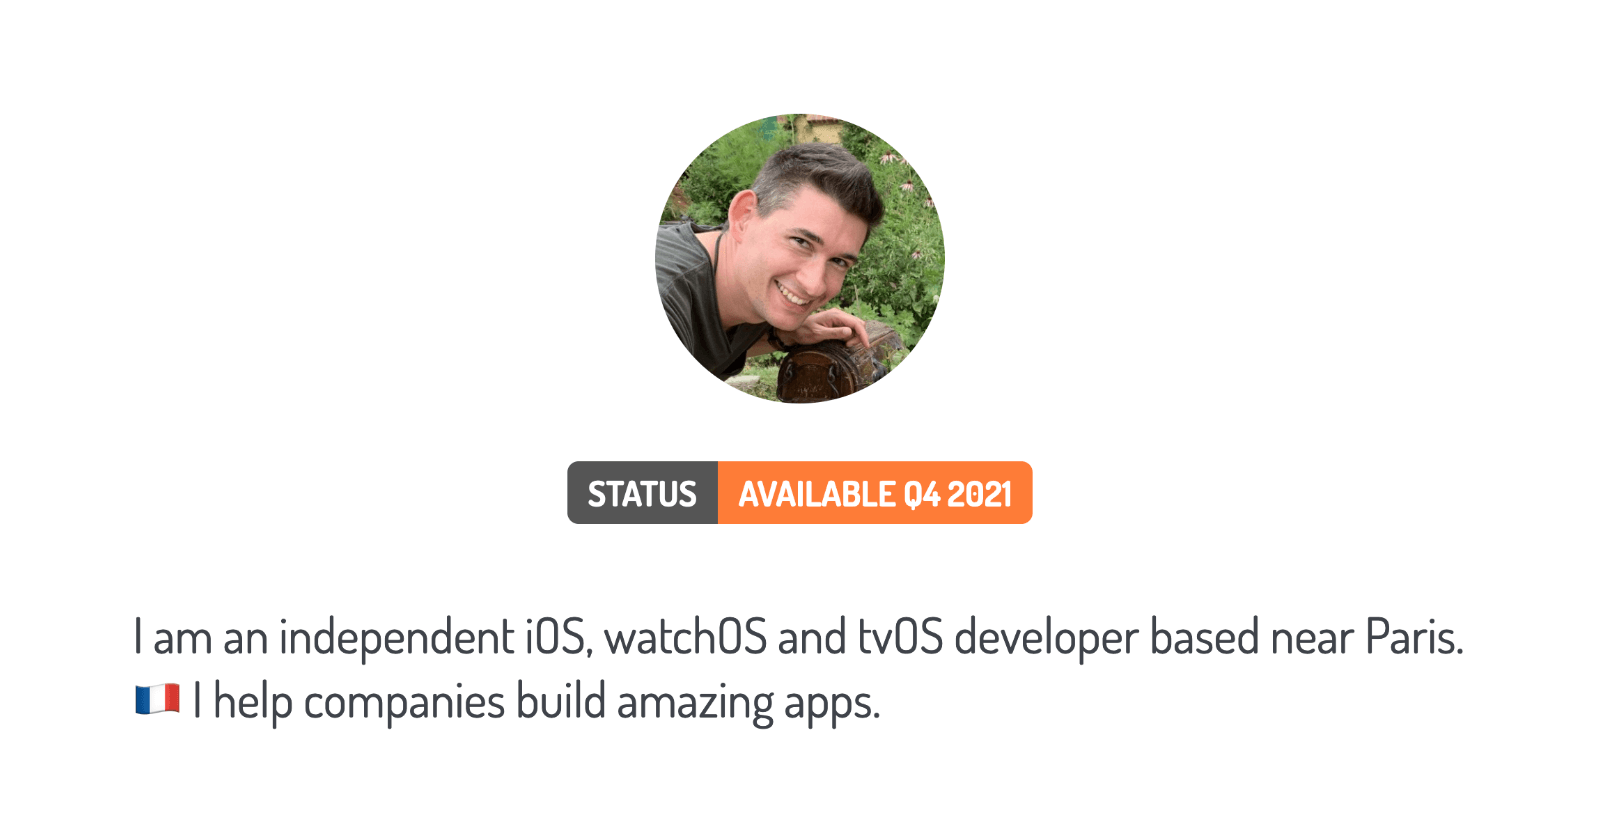 STATUS AVAILABLE Q4 2021
I am an independent iOS, watchOS and tvOS developer based near Paris.
🇫🇷 I help companies build amazing apps.